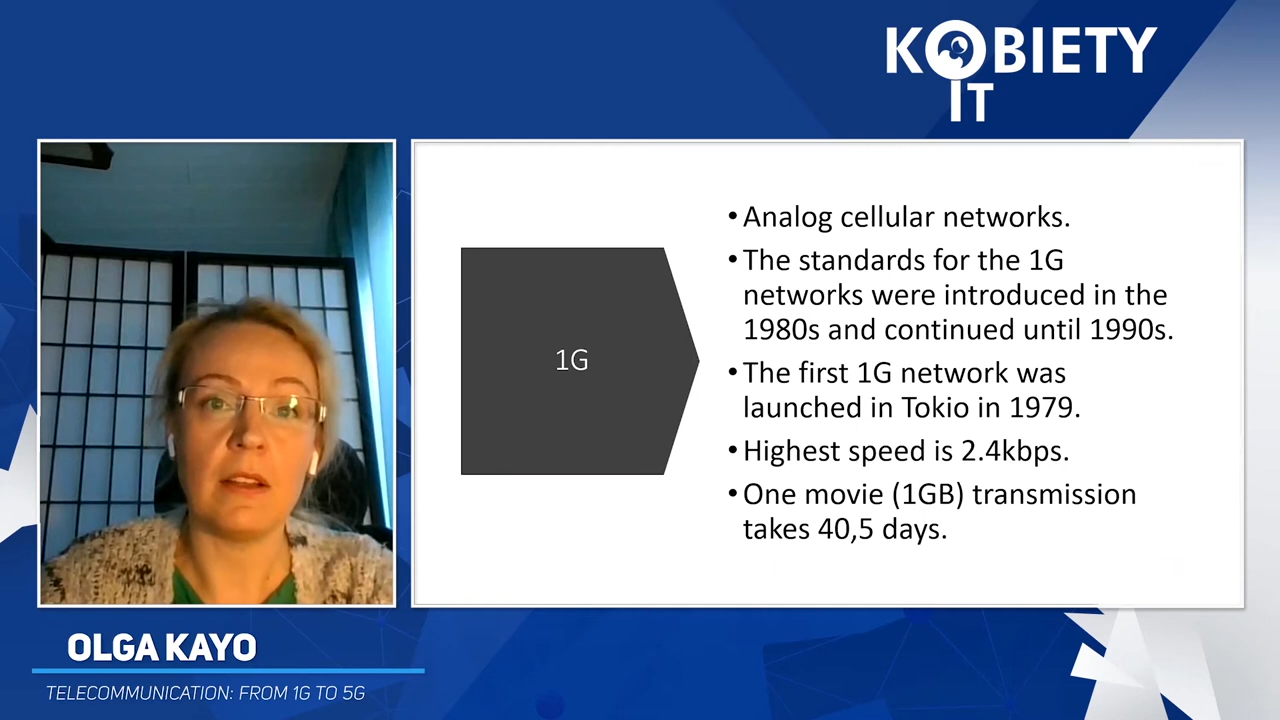 KOBIETY
IT
1G
• Analog cellular networks.
• The standards for the 1G
networks were introduced in the
1980s and continued until 1990s.
• The first 1G network was
launched in Tokio in 1979.
• Highest speed is 2.4kbps.
• One movie (1GB) transmission
takes 40,5 days.
OLGA KAYO
TELECOMMUNICATION: FROM 1G TO 5G